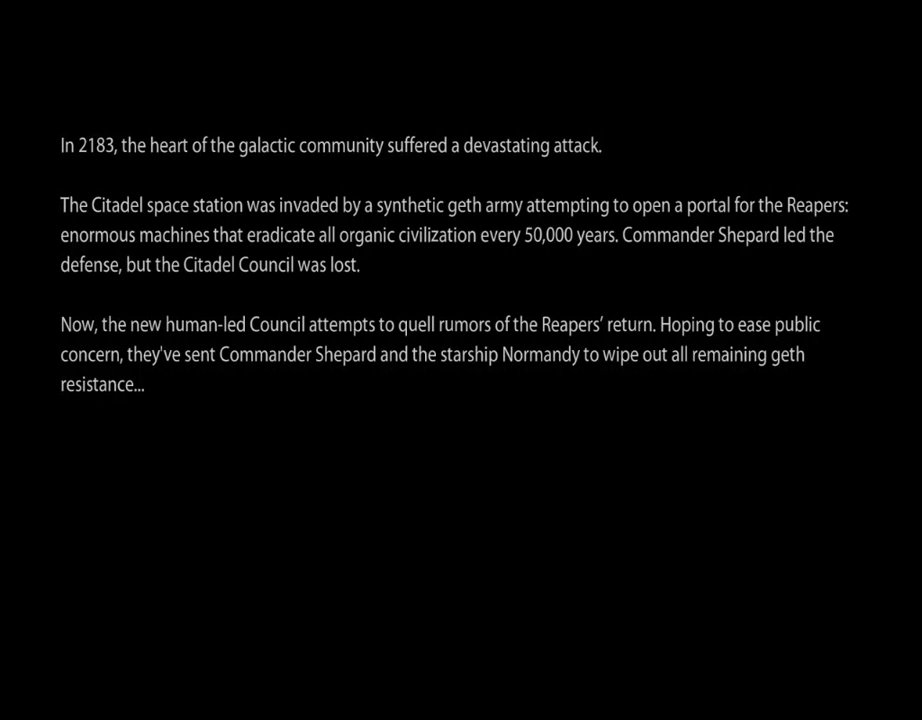 In 2183, the heart of the galactic community suffered a devastating attack.
The Citadel space station was invaded by a synthetic geth army attempting to open a portal for the Reapers:
enormous machines that eradicate all organic civilization every 50,000 years. Commander Shepard led the
defense, but the Citadel Council was lost.
Now, the new human-led Council attempts to quell rumors of the Reapers’ return. Hoping to ease public
concern, they've sent Commander Shepard and the starship Normandy to wipe out all remaining geth
resistance...